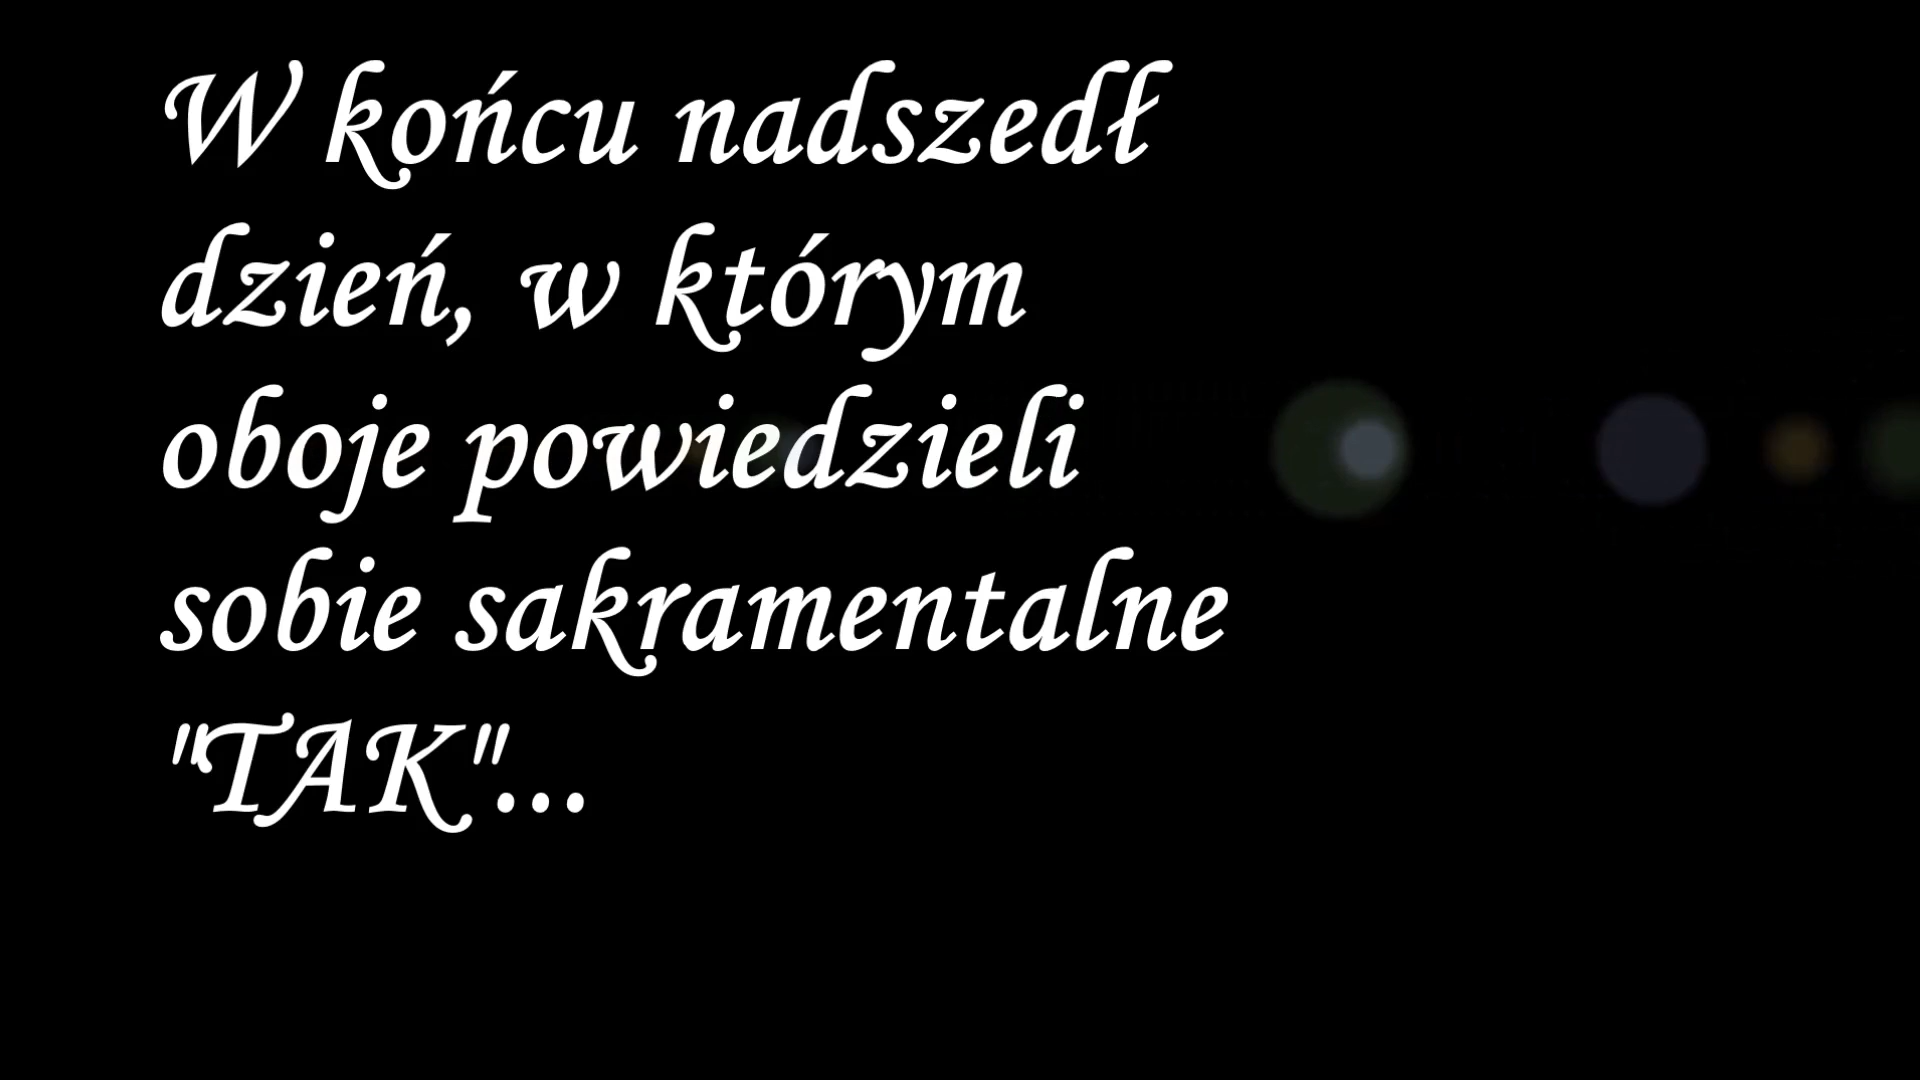 W końcu nadszedł
dzień, w którym
oboje powiedzieli
sobie sakramentalne
"TAK"...